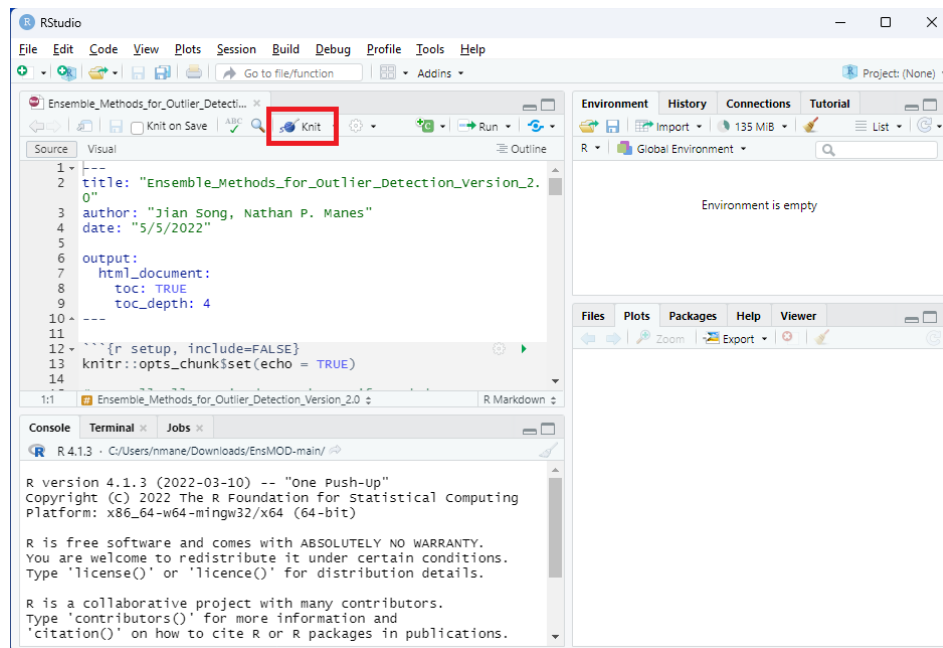 RStudio
File Edit Code View Plots Session Build Debug Profile Tools Help
Go to file/function Addins Project: (None)
Ensemble_Methods_for_Outlier_Detecti...
Knit on Save ABC Knit Run
Source Visual Outline
1 ---
2 title: "Ensemble_Methods_for_Outlier_Detection_Version_2.
0"
3 author: "Jian Song, Nathan P. Manes"
4 date: "5/5/2022"
5
6 output:
7 html_document:
8 toc: TRUE
9 toc_depth: 4
10 ---
11
12 ```{r setup, include=FALSE}
13 knitr::opts_chunk$set(echo = TRUE)
14
1:1 # Ensemble_Methods_for_Outlier_Detection_Version_2.0 R Markdown
Console Terminal Jobs
R R 4.1.3 · C:/Users/nmane/Downloads/EnsMOD-main/
R version 4.1.3 (2022-03-10) -- "One Push-Up"
Copyright (C) 2022 The R Foundation for Statistical Computing
Platform: x86_64-w64-mingw32/x64 (64-bit)
R is free software and comes with ABSOLUTELY NO WARRANTY.
You are welcome to redistribute it under certain conditions.
Type 'license()' or 'licence()' for distribution details.
R is a collaborative project with many contributors.
Type 'contributors()' for more information and
'citation()' on how to cite R or R packages in publications.
Environment History Connections Tutorial
Import 135 MiB List
R Global Environment
Environment is empty
Files Plots Packages Help Viewer
Zoom Export